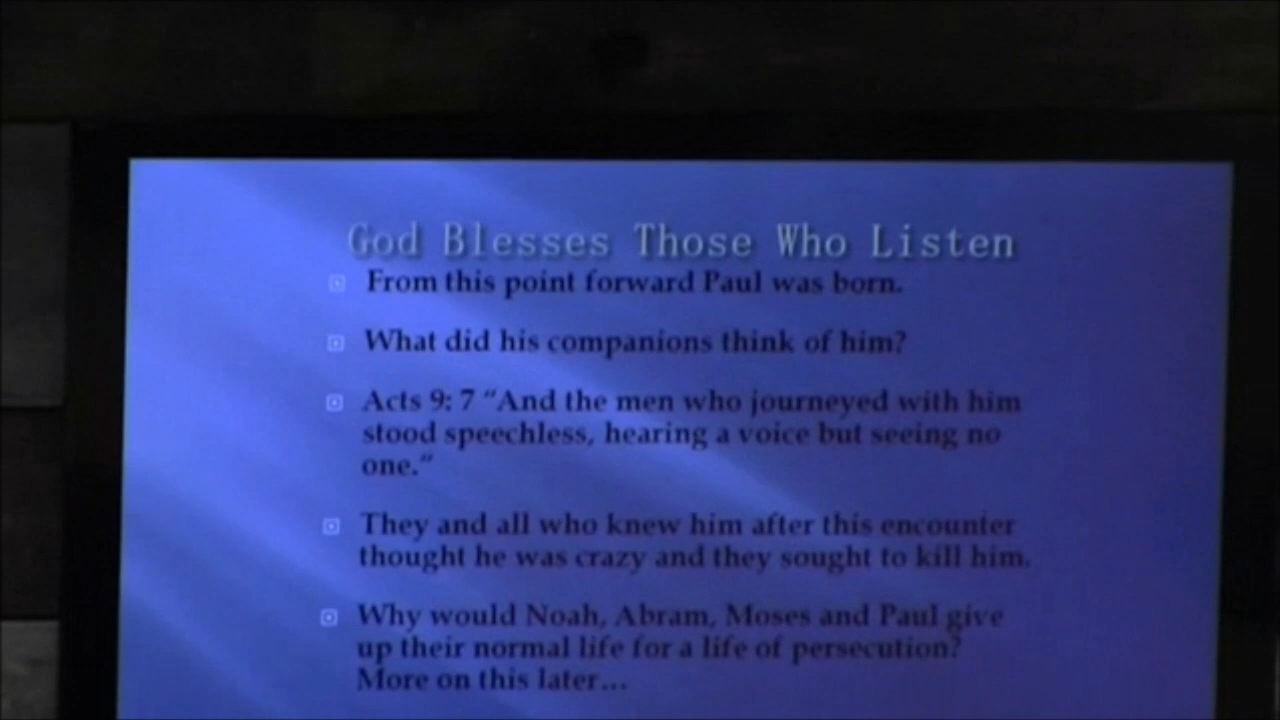 God Blesses Those Who Listen
From this point forward Paul was born.
What did his companions think of him?
Acts 9: 7 “And the men who journeyed with him
stood speechless, hearing a voice but seeing no
one.”
They and all who knew him after this encounter
thought he was crazy and they sought to kill him.
Why would Noah, Abram, Moses and Paul give
up their normal life for a life of persecution?
More on this later…